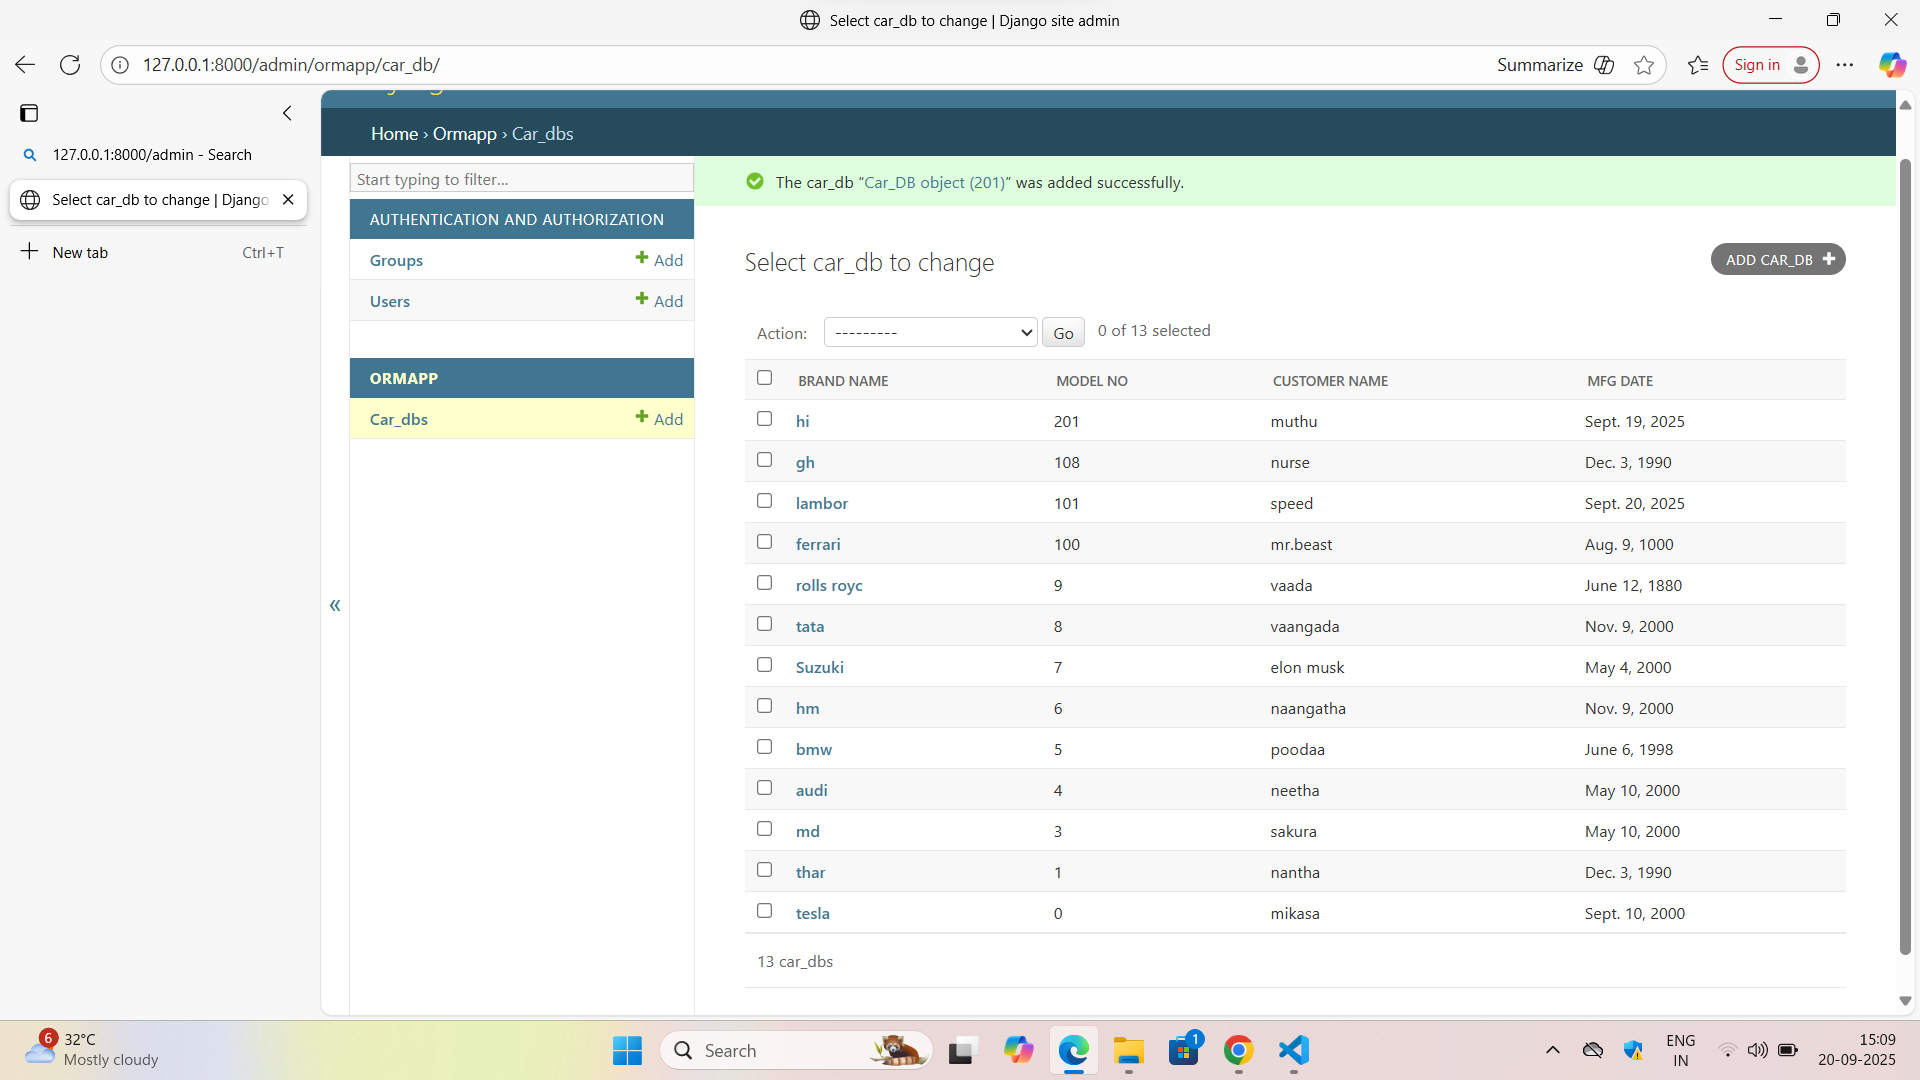 Select car_db to change | Django site admin
127.0.0.1:8000/admin/ormapp/car_db/
Summarize
Sign in
127.0.0.1:8000/admin - Search
Select car_db to change | Django
New tab Ctrl+T
Home › Ormapp › Car_dbs
Start typing to filter...
AUTHENTICATION AND AUTHORIZATION
Groups Add
Users Add
ORMAPP
Car_dbs Add
«
The car_db “Car_DB object (201)” was added successfully.
Select car_db to change
ADD CAR_DB
Action: --------- Go 0 of 13 selected
BRAND NAME MODEL NO CUSTOMER NAME MFG DATE
hi 201 muthu Sept. 19, 2025
gh 108 nurse Dec. 3, 1990
lambor 101 speed Sept. 20, 2025
ferrari 100 mr.beast Aug. 9, 1000
rolls royc 9 vaada June 12, 1880
tata 8 vaangada Nov. 9, 2000
Suzuki 7 elon musk May 4, 2000
hm 6 naangatha Nov. 9, 2000
bmw 5 poodaa June 6, 1998
audi 4 neetha May 10, 2000
md 3 sakura May 10, 2000
thar 1 nantha Dec. 3, 1990
tesla 0 mikasa Sept. 10, 2000
13 car_dbs
6
32°C
Mostly cloudy
Search
1
ENG
IN
15:09
20-09-2025